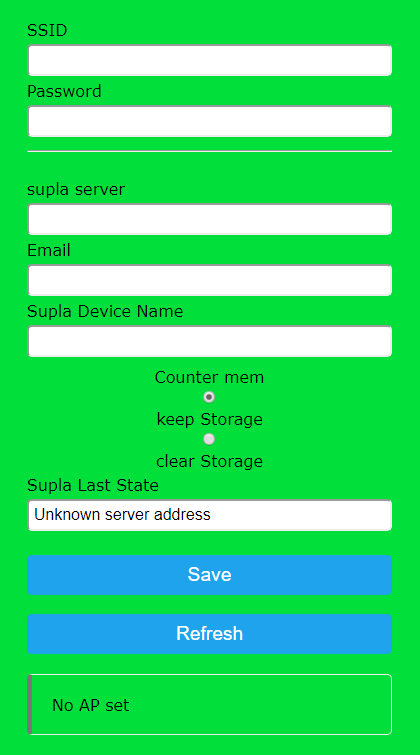 SSID
Password
supla server
Email
Supla Device Name
Counter mem
keep Storage
clear Storage
Supla Last State
Unknown server address
Save
Refresh
No AP set